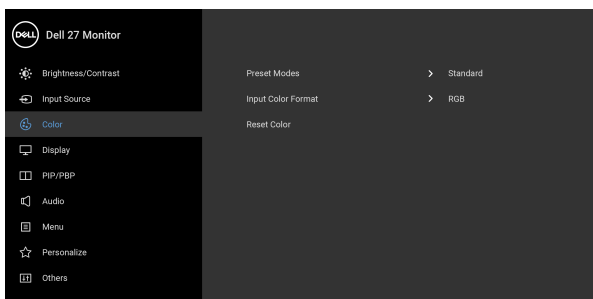 DELL Dell 27 Monitor
Brightness/Contrast Preset Modes Standard
Input Source Input Color Format RGB
Color Reset Color
Display
PIP/PBP
Audio
Menu
Personalize
Others